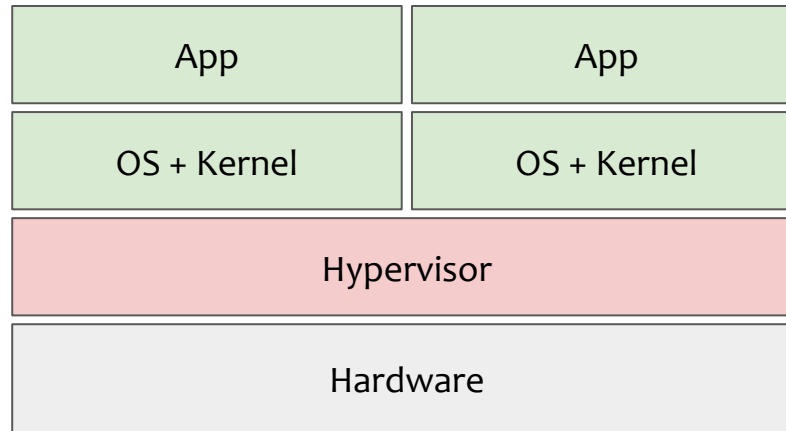 App
App
OS + Kernel
OS + Kernel
Hypervisor
Hardware